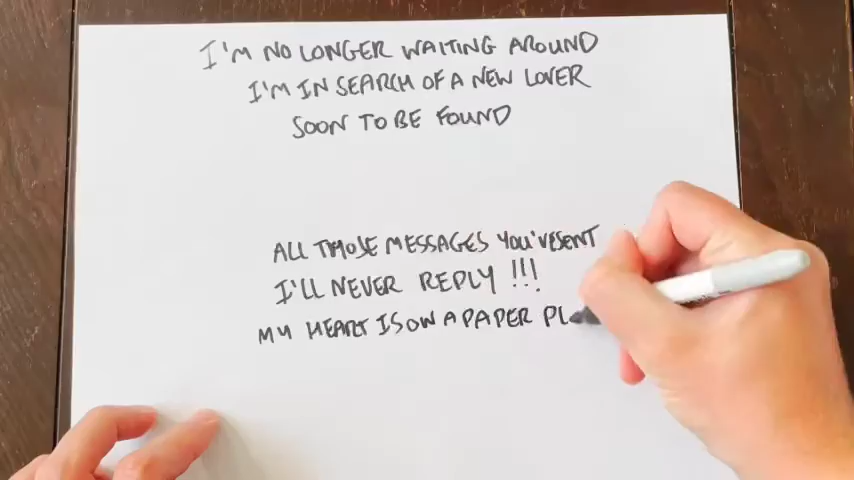 I'M NO LONGER WAITING AROUND
I'M IN SEARCH OF A NEW LOVER
SOON TO BE FOUND
ALL THOSE MESSAGES YOU'VE SENT
I'LL NEVER REPLY !!!
MY HEART IS ON A PAPER PL